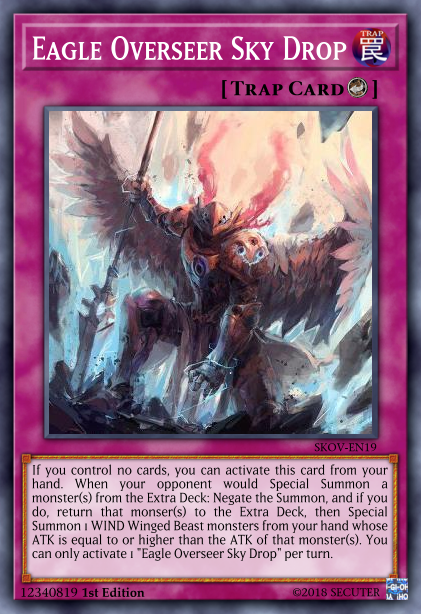 EAGLE OVERSEER SKY DROP
TRAP
罠
[TRAP CARD]
SKOV-EN19
If you control no cards, you can activate this card from your
hand. When your opponent would Special Summon a
monster(s) from the Extra Deck: Negate the Summon, and if you
do, return that monser(s) to the Extra Deck, then Special
Summon 1 WIND Winged Beast monsters from your hand whose
ATK is equal to or higher than the ATK of that monster(s). You
can only activate 1 "Eagle Overseer Sky Drop" per turn.
12340819 1st Edition
©2018 SECUTER